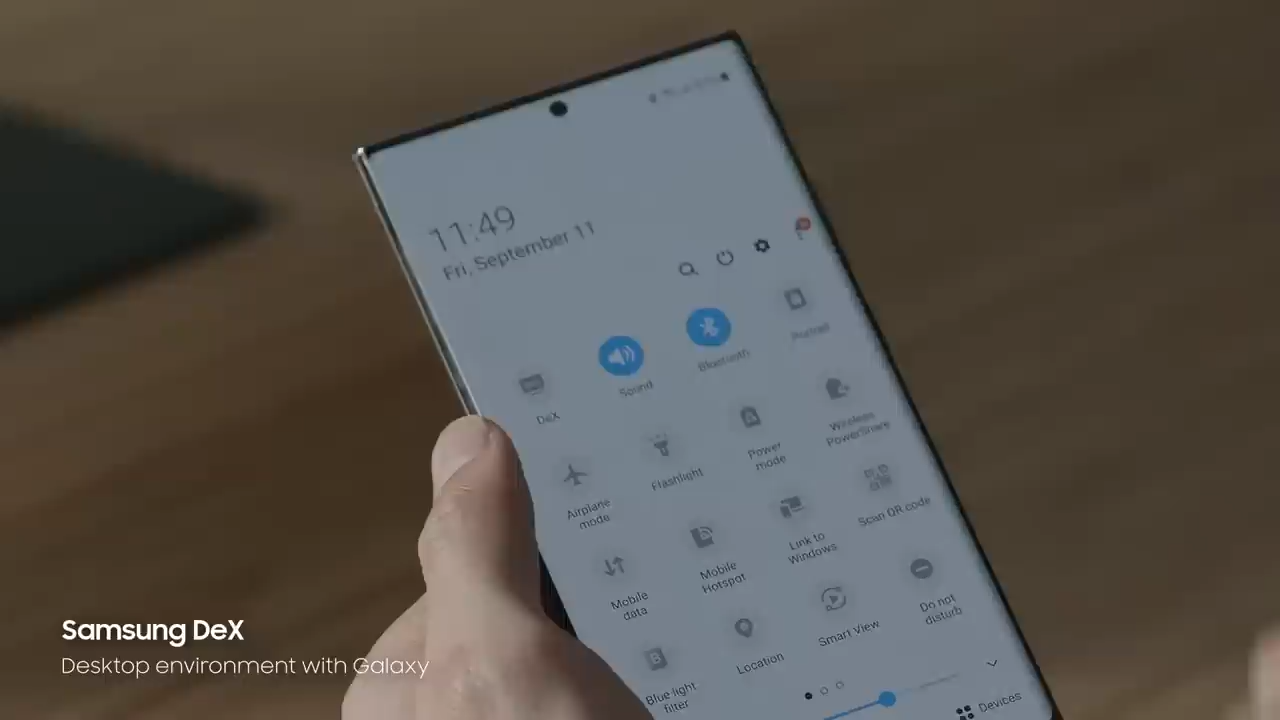 11:49
Fri, September 11
DeX
Sound
Bluetooth
Portrait
Airplane
mode
Flashlight
Power
mode
Wireless
PowerShare
Mobile
data
Mobile
Hotspot
Link to
Windows
Scan QR code
Blue light
filter
Location
Smart View
Do not
disturb
Devices
Samsung DeX
Desktop environment with Galaxy